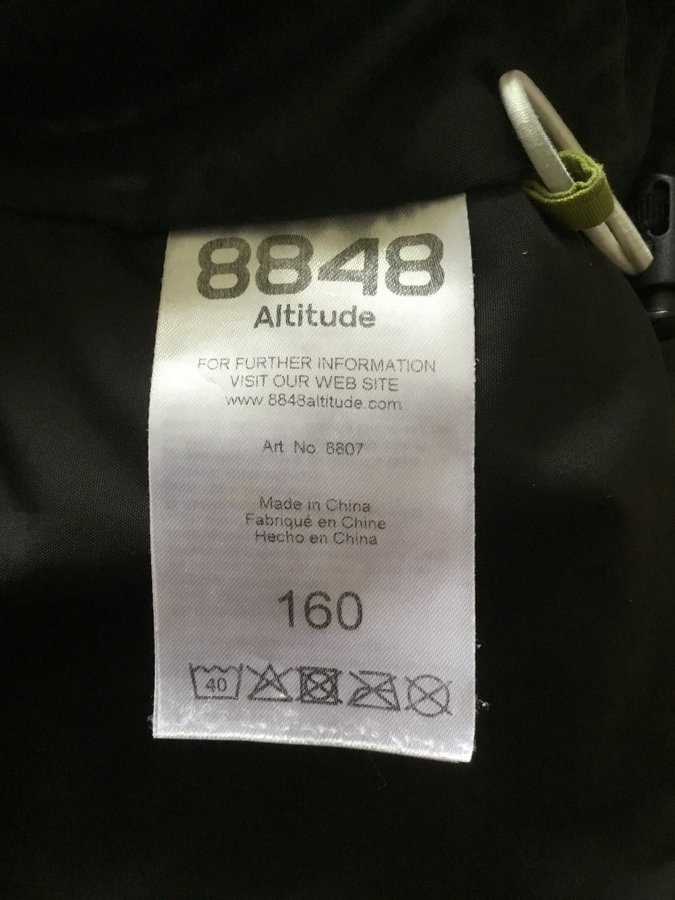 8848
Altitude
FOR FURTHER INFORMATION
VISIT OUR WEB SITE
www 8848altitude.com
Art. No. 8807
Made in China
Fabriqué en Chine
Hecho en China
160
40